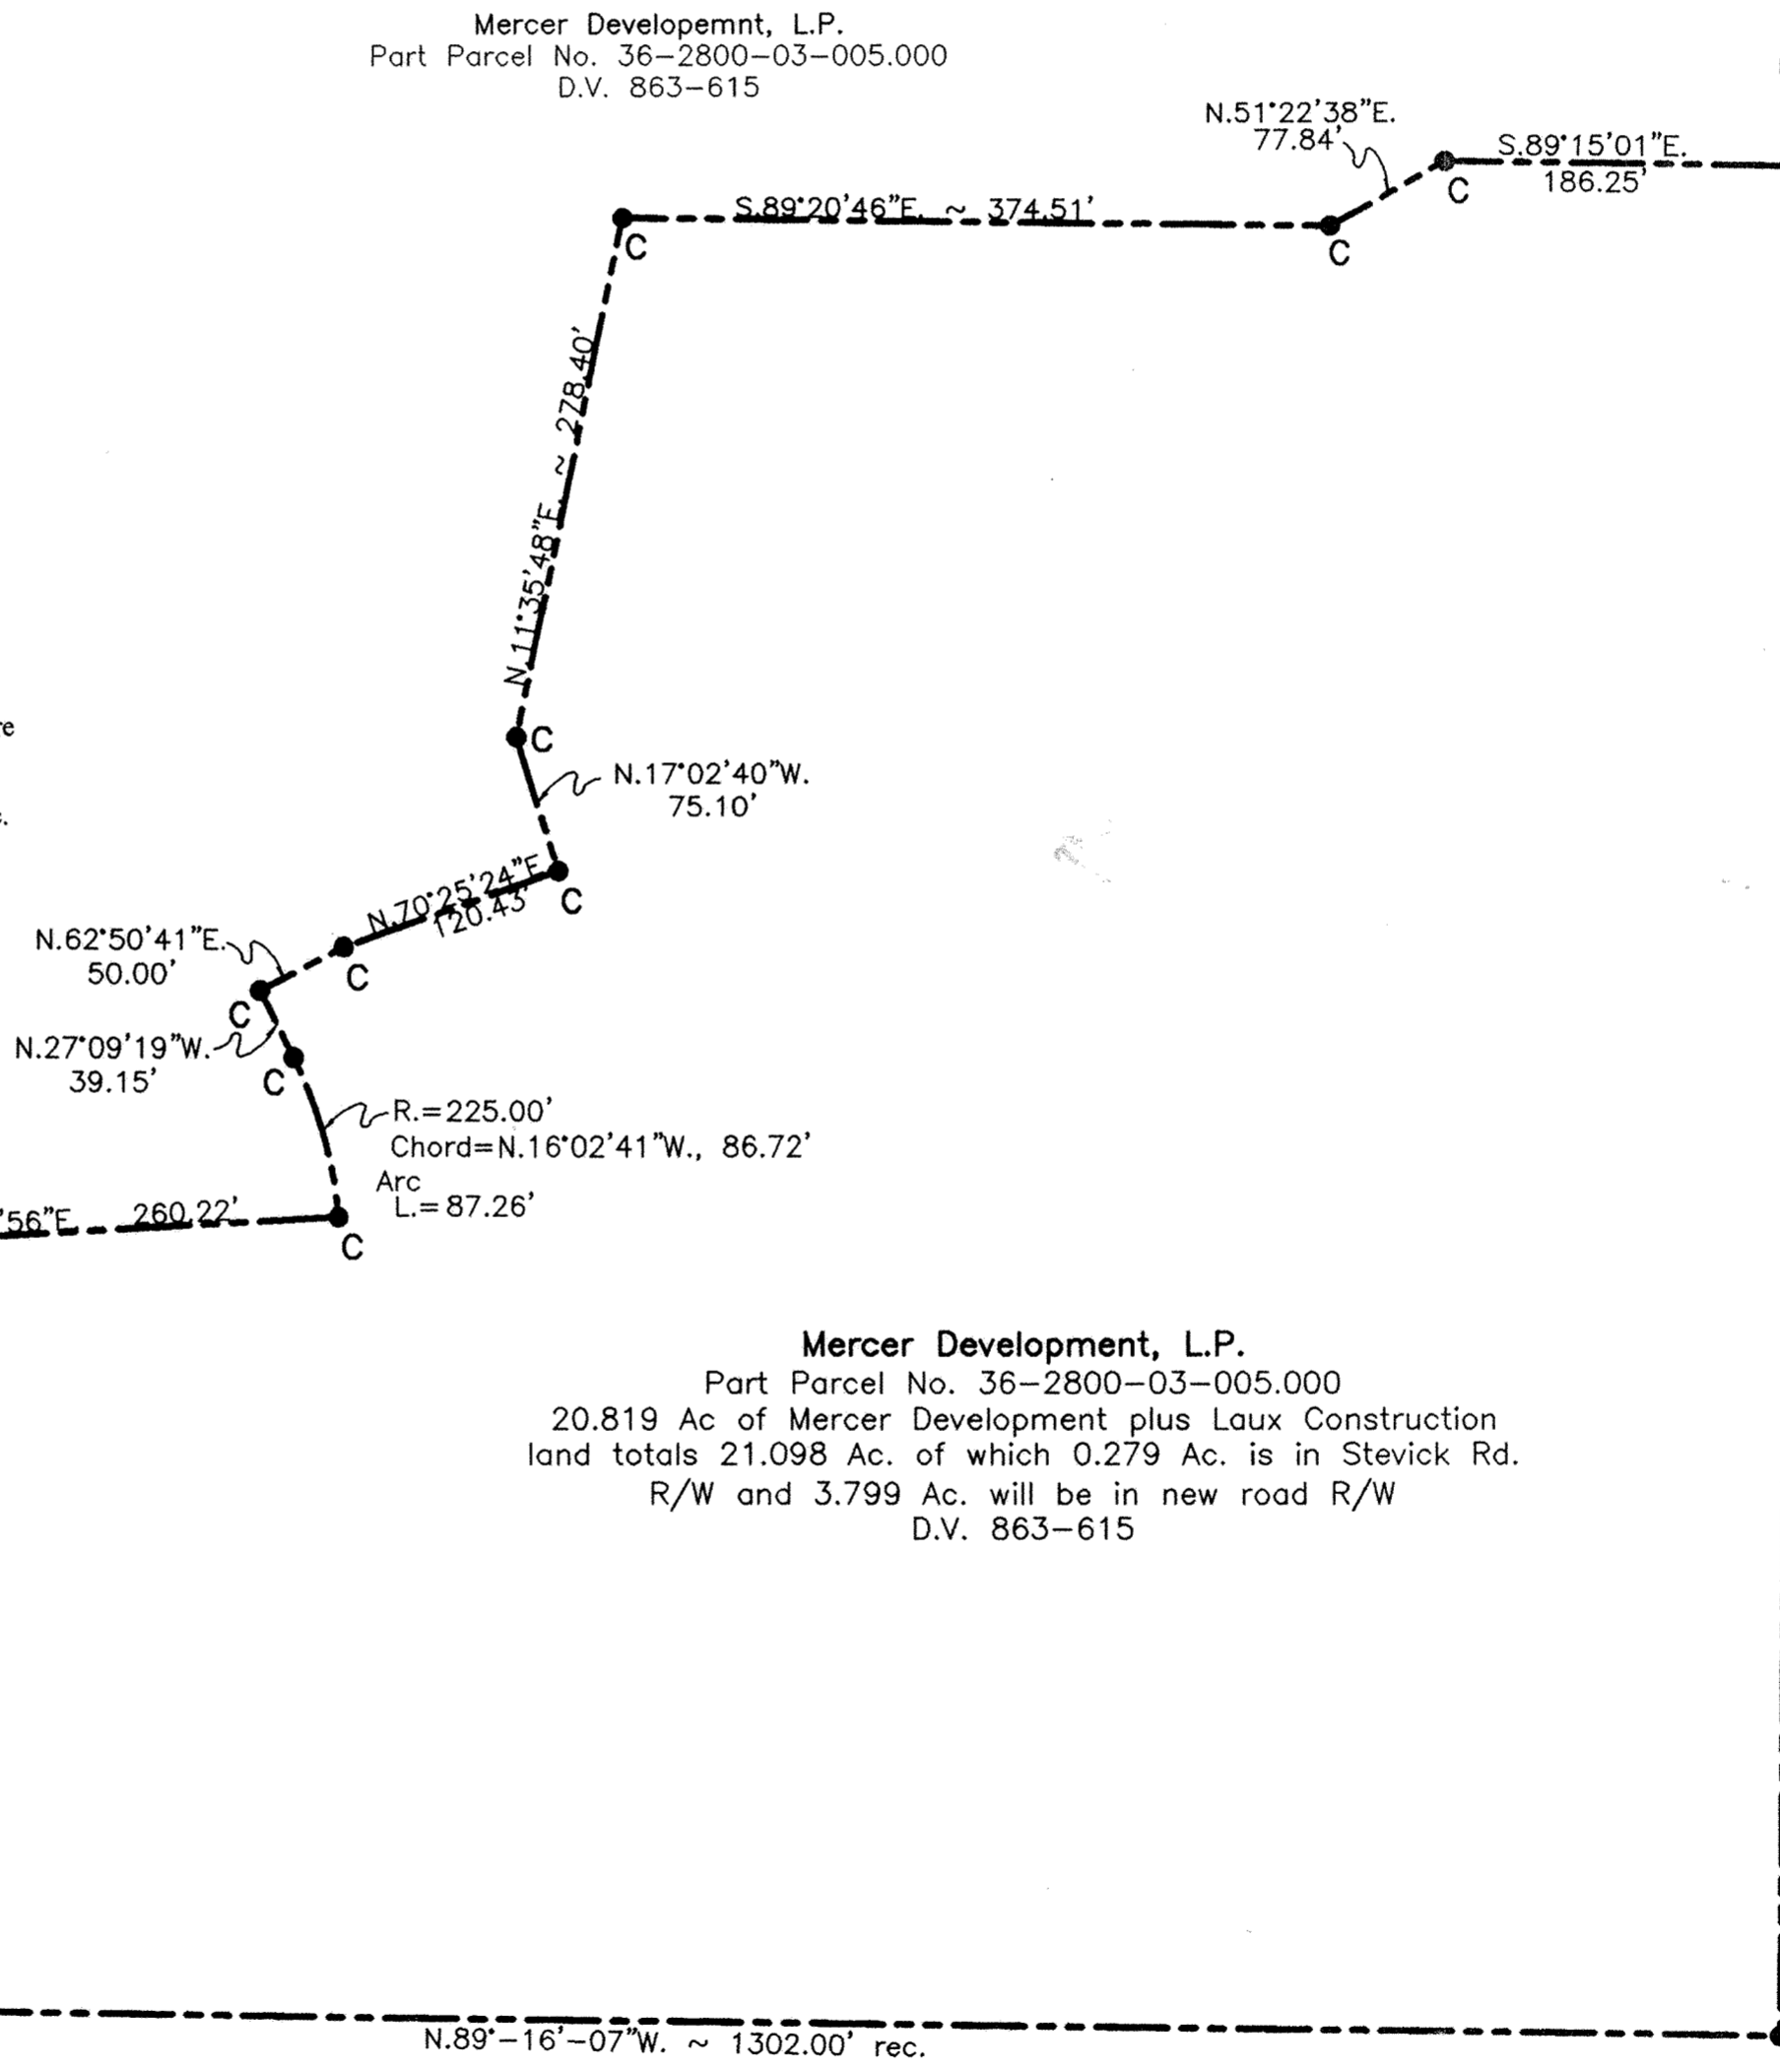 Mercer Developemnt, L.P.
Part Parcel No. 36-2800-03-005.000
D.V. 863-615
N.51°22'38"E.
77.84'
S.89°15'01"E.
186.25'
C
S.89°20'46"E. ~ 374.51'
C
C
N.11°35'48"E. ~ 278.40'
re
C
N.17°02'40"W.
75.10'
N.70°25'24"E
120.43'
C
N.62°50'41"E.
50.00'
C
C
N.27°09'19"W.
39.15'
C
R.=225.00'
Chord=N.16°02'41"W., 86.72'
Arc
L.=87.26'
'56"E 260.22'
C
Mercer Development, L.P.
Part Parcel No. 36-2800-03-005.000
20.819 Ac of Mercer Development plus Laux Construction
land totals 21.098 Ac. of which 0.279 Ac. is in Stevick Rd.
R/W and 3.799 Ac. will be in new road R/W
D.V. 863-615
N.89°-16'-07"W. ~ 1302.00' rec.